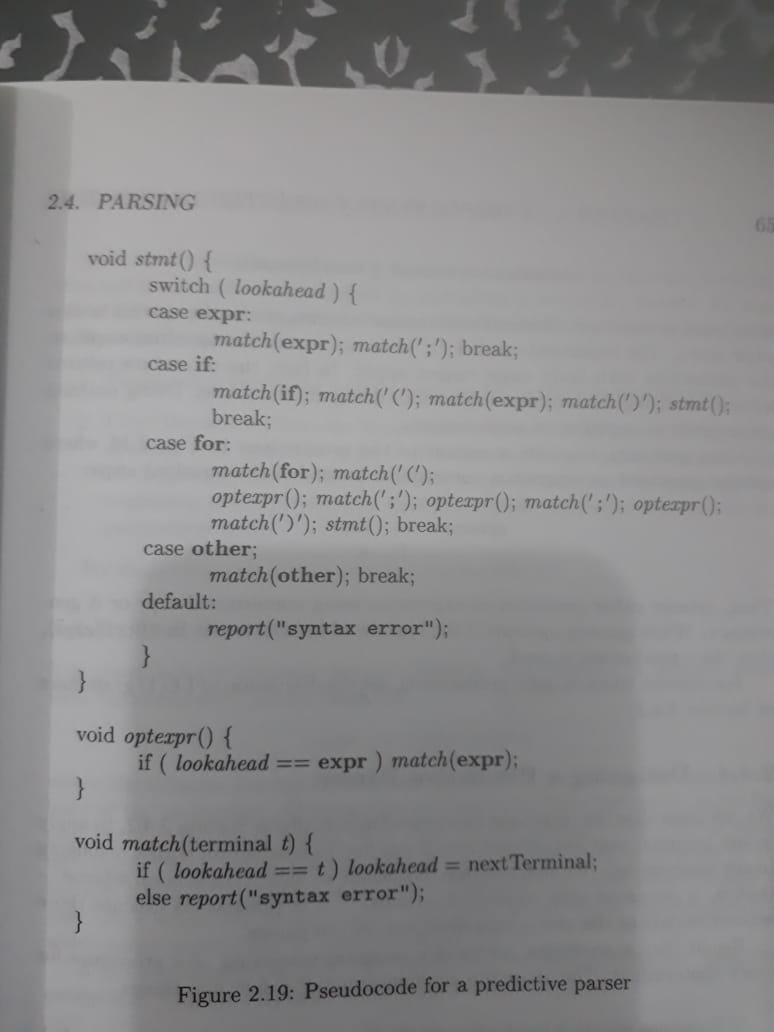 2.4. PARSING
65
void stmt() {
switch ( lookahead ) {
case expr:
match(expr); match(';'); break;
case if:
match(if); match('('); match(expr); match(')'); stmt();
break;
case for:
match(for); match('(');
optexpr(); match(';'); optexpr(); match(';'); optexpr();
match(')'); stmt(); break;
case other;
match(other); break;
default:
report("syntax error");
}
}
void optexpr() {
if ( lookahead == expr ) match(expr);
}
void match(terminal t) {
if ( lookahead == t ) lookahead = nextTerminal;
else report("syntax error");
}
Figure 2.19: Pseudocode for a predictive parser